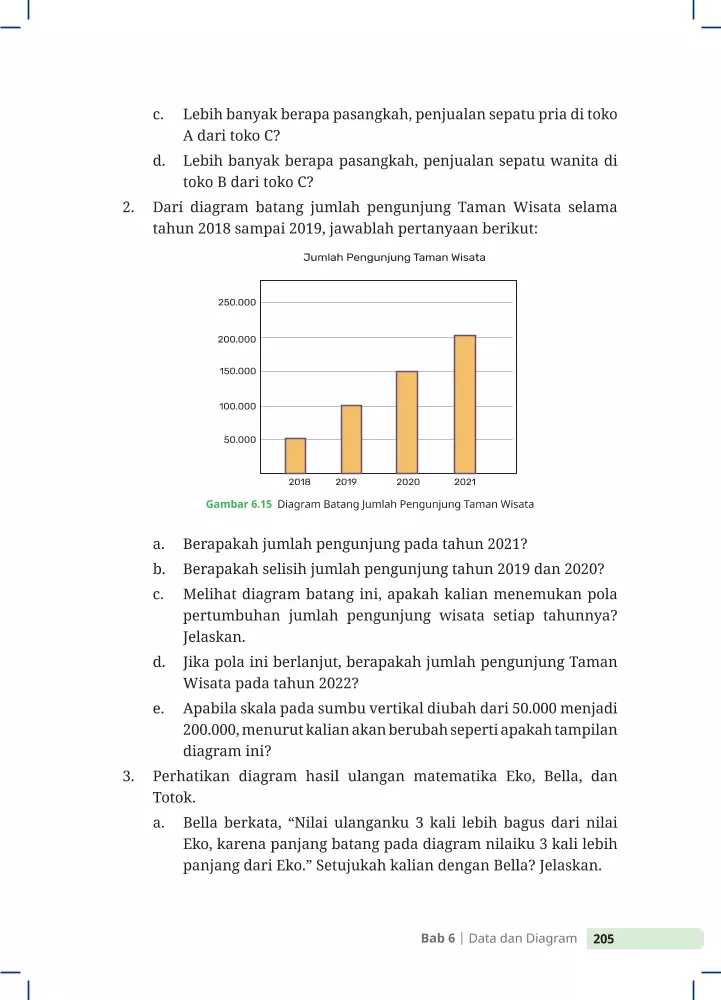 c. Lebih banyak berapa pasangkah, penjualan sepatu pria di toko
A dari toko C?
d. Lebih banyak berapa pasangkah, penjualan sepatu wanita di
toko B dari toko C?
2. Dari diagram batang jumlah pengunjung Taman Wisata selama
tahun 2018 sampai 2019, jawablah pertanyaan berikut:
Jumlah Pengunjung Taman Wisata
250.000
200.000
150.000
100.000
50.000
2018 2019 2020 2021
Gambar 6.15 Diagram Batang Jumlah Pengunjung Taman Wisata
a. Berapakah jumlah pengunjung pada tahun 2021?
b. Berapakah selisih jumlah pengunjung tahun 2019 dan 2020?
c. Melihat diagram batang ini, apakah kalian menemukan pola
pertumbuhan jumlah pengunjung wisata setiap tahunnya?
Jelaskan.
d. Jika pola ini berlanjut, berapakah jumlah pengunjung Taman
Wisata pada tahun 2022?
e. Apabila skala pada sumbu vertikal diubah dari 50.000 menjadi
200.000, menurut kalian akan berubah seperti apakah tampilan
diagram ini?
3. Perhatikan diagram hasil ulangan matematika Eko, Bella, dan
Totok.
a. Bella berkata, “Nilai ulanganku 3 kali lebih bagus dari nilai
Eko, karena panjang batang pada diagram nilaiku 3 kali lebih
panjang dari Eko.” Setujukah kalian dengan Bella? Jelaskan.
Bab 6 | Data dan Diagram 205